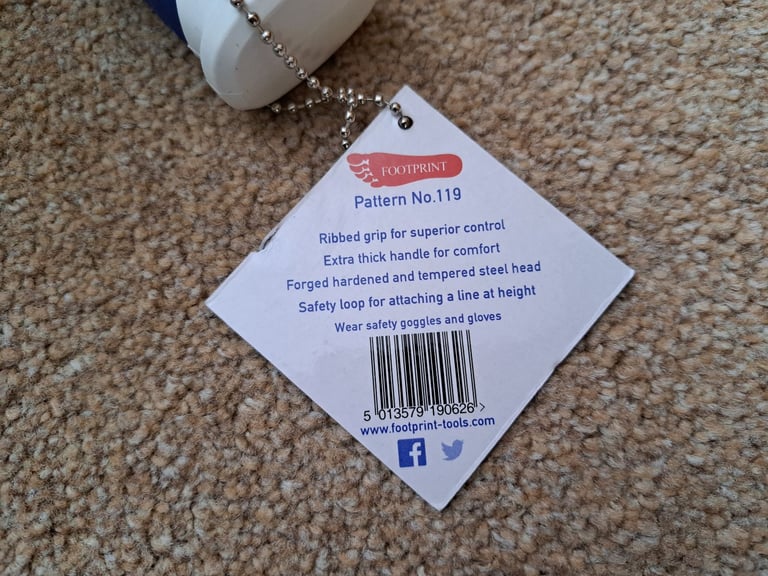 FOOTPRINT
Pattern No.119
Ribbed grip for superior control
Extra thick handle for comfort
Forged hardened and tempered steel head
Safety loop for attaching a line at height
Wear safety goggles and gloves
5 013579 190626 >
www.footprint-tools.com